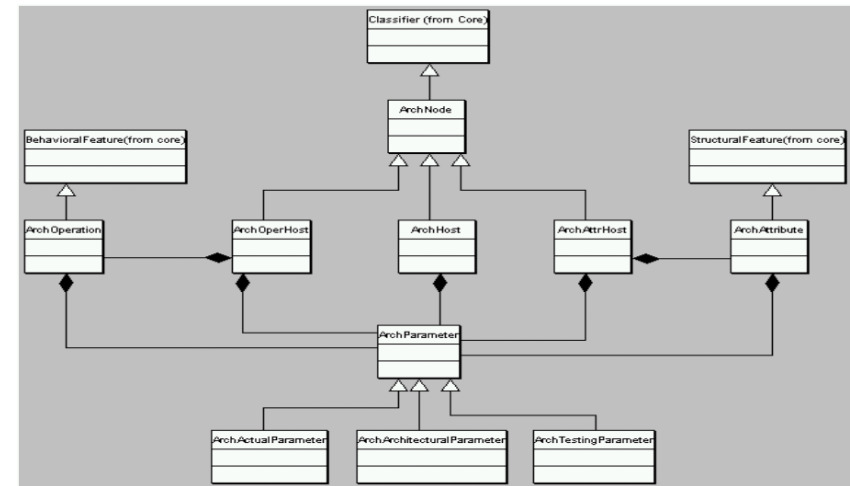 Classifier (from Core)
ArchNode
BehavioralFeature(from core)
StructuralFeature(from core)
ArchOperation
ArchOperHost
ArchHost
ArchAttrHost
ArchAttribute
ArchParameter
ArchActualParameter
ArchArchitecturalParameter
ArchTestingParameter